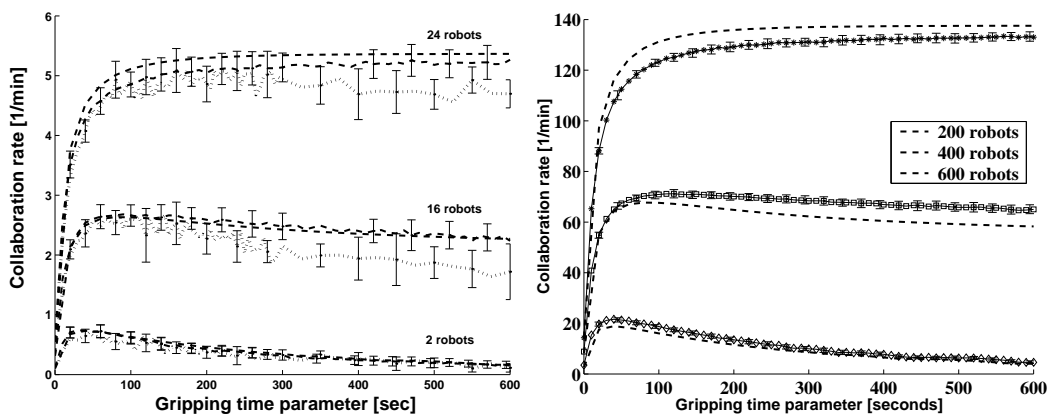 6
5
4
3
2
1
0
0
100
200
300
400
500
600
Collaboration rate [1/min]
Gripping time parameter [sec]
24 robots
16 robots
2 robots
140
120
100
80
60
40
20
0
0
100
200
300
400
500
600
Collaboration rate [1/min]
Gripping time parameter [seconds]
200 robots
400 robots
600 robots